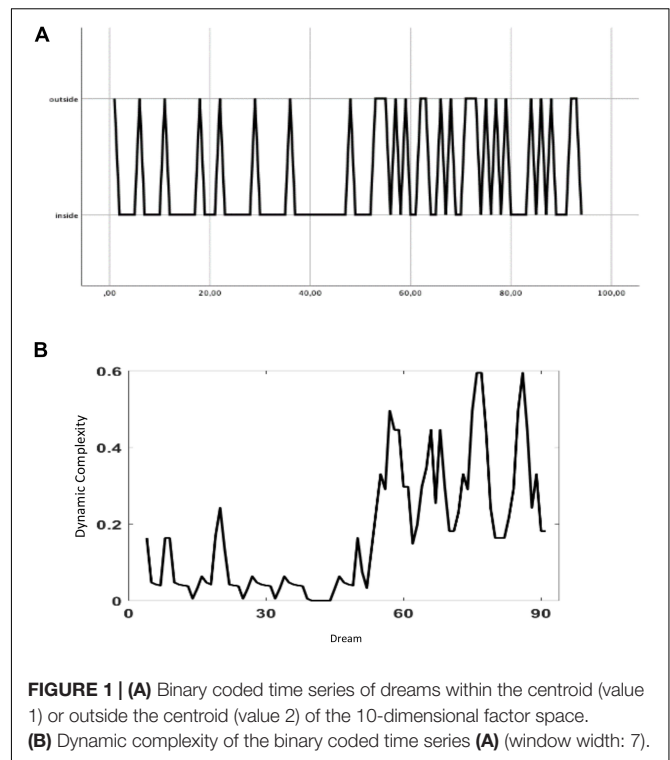 A
outside
inside
,00 20,00 40,00 60,00 80,00 100,00
B
0.6
0.4
0.2
0
Dynamic Complexity
0 30 60 90
Dream
FIGURE 1 | (A) Binary coded time series of dreams within the centroid (value
1) or outside the centroid (value 2) of the 10-dimensional factor space.
(B) Dynamic complexity of the binary coded time series (A) (window width: 7).